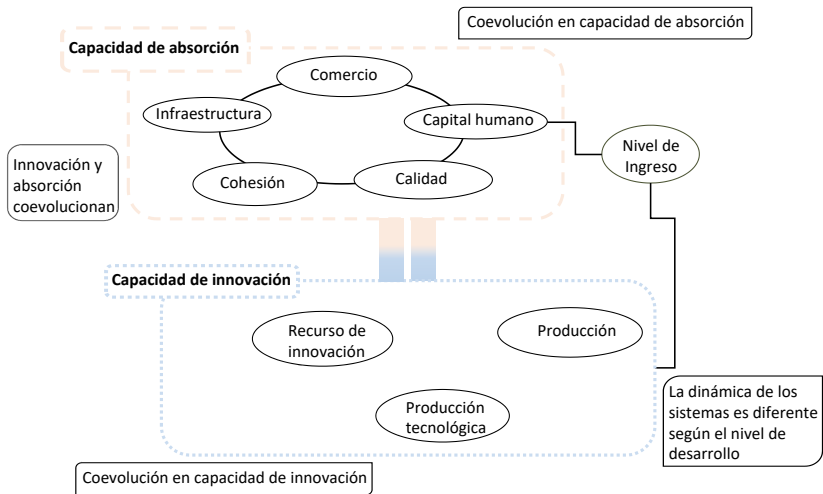 Coevolución en capacidad de absorción
Capacidad de absorción
Comercio
Infraestructura
Capital humano
Nivel de
Ingreso
Innovación y
absorción
coevolucionan
Cohesión
Calidad
Capacidad de innovación
Recurso de
innovación
Producción
Producción
tecnológica
La dinámica de los
sistemas es diferente
según el nivel de
desarrollo
Coevolución en capacidad de innovación